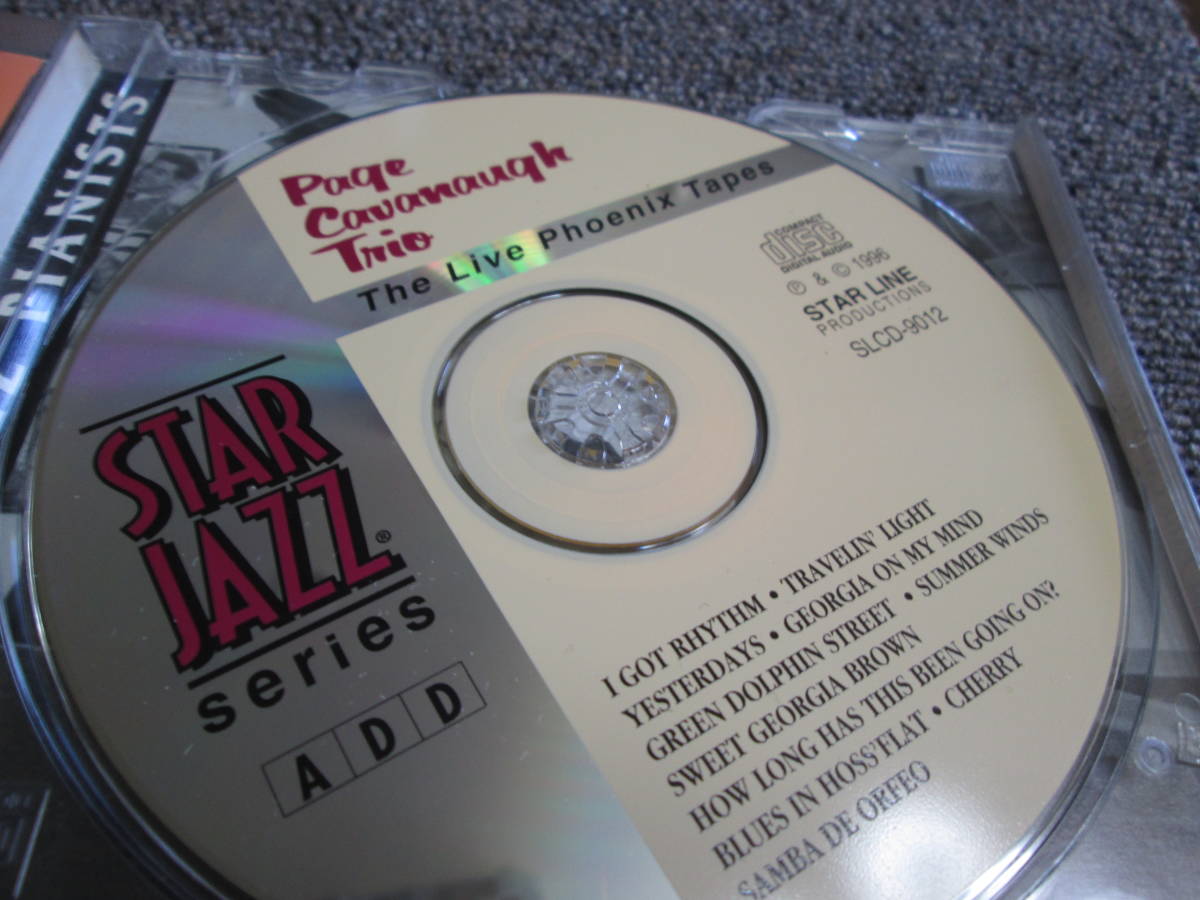 PIANISTS
Page
Cavanaugh
Trio
The Live Phoenix Tapes
COMPACT
disc
DIGITAL AUDIO
℗ & © 1996
STAR LINE
PRODUCTIONS
SLCD-9012
STAR
JAZZ®
series
A D D
I GOT RHYTHM • TRAVELIN' LIGHT
YESTERDAYS • GEORGIA ON MY MIND
GREEN DOLPHIN STREET • SUMMER WINDS
SWEET GEORGIA BROWN
HOW LONG HAS THIS BEEN GOING ON?
BLUES IN HOSS'FLAT • CHERRY
SAMBA DE ORFEO